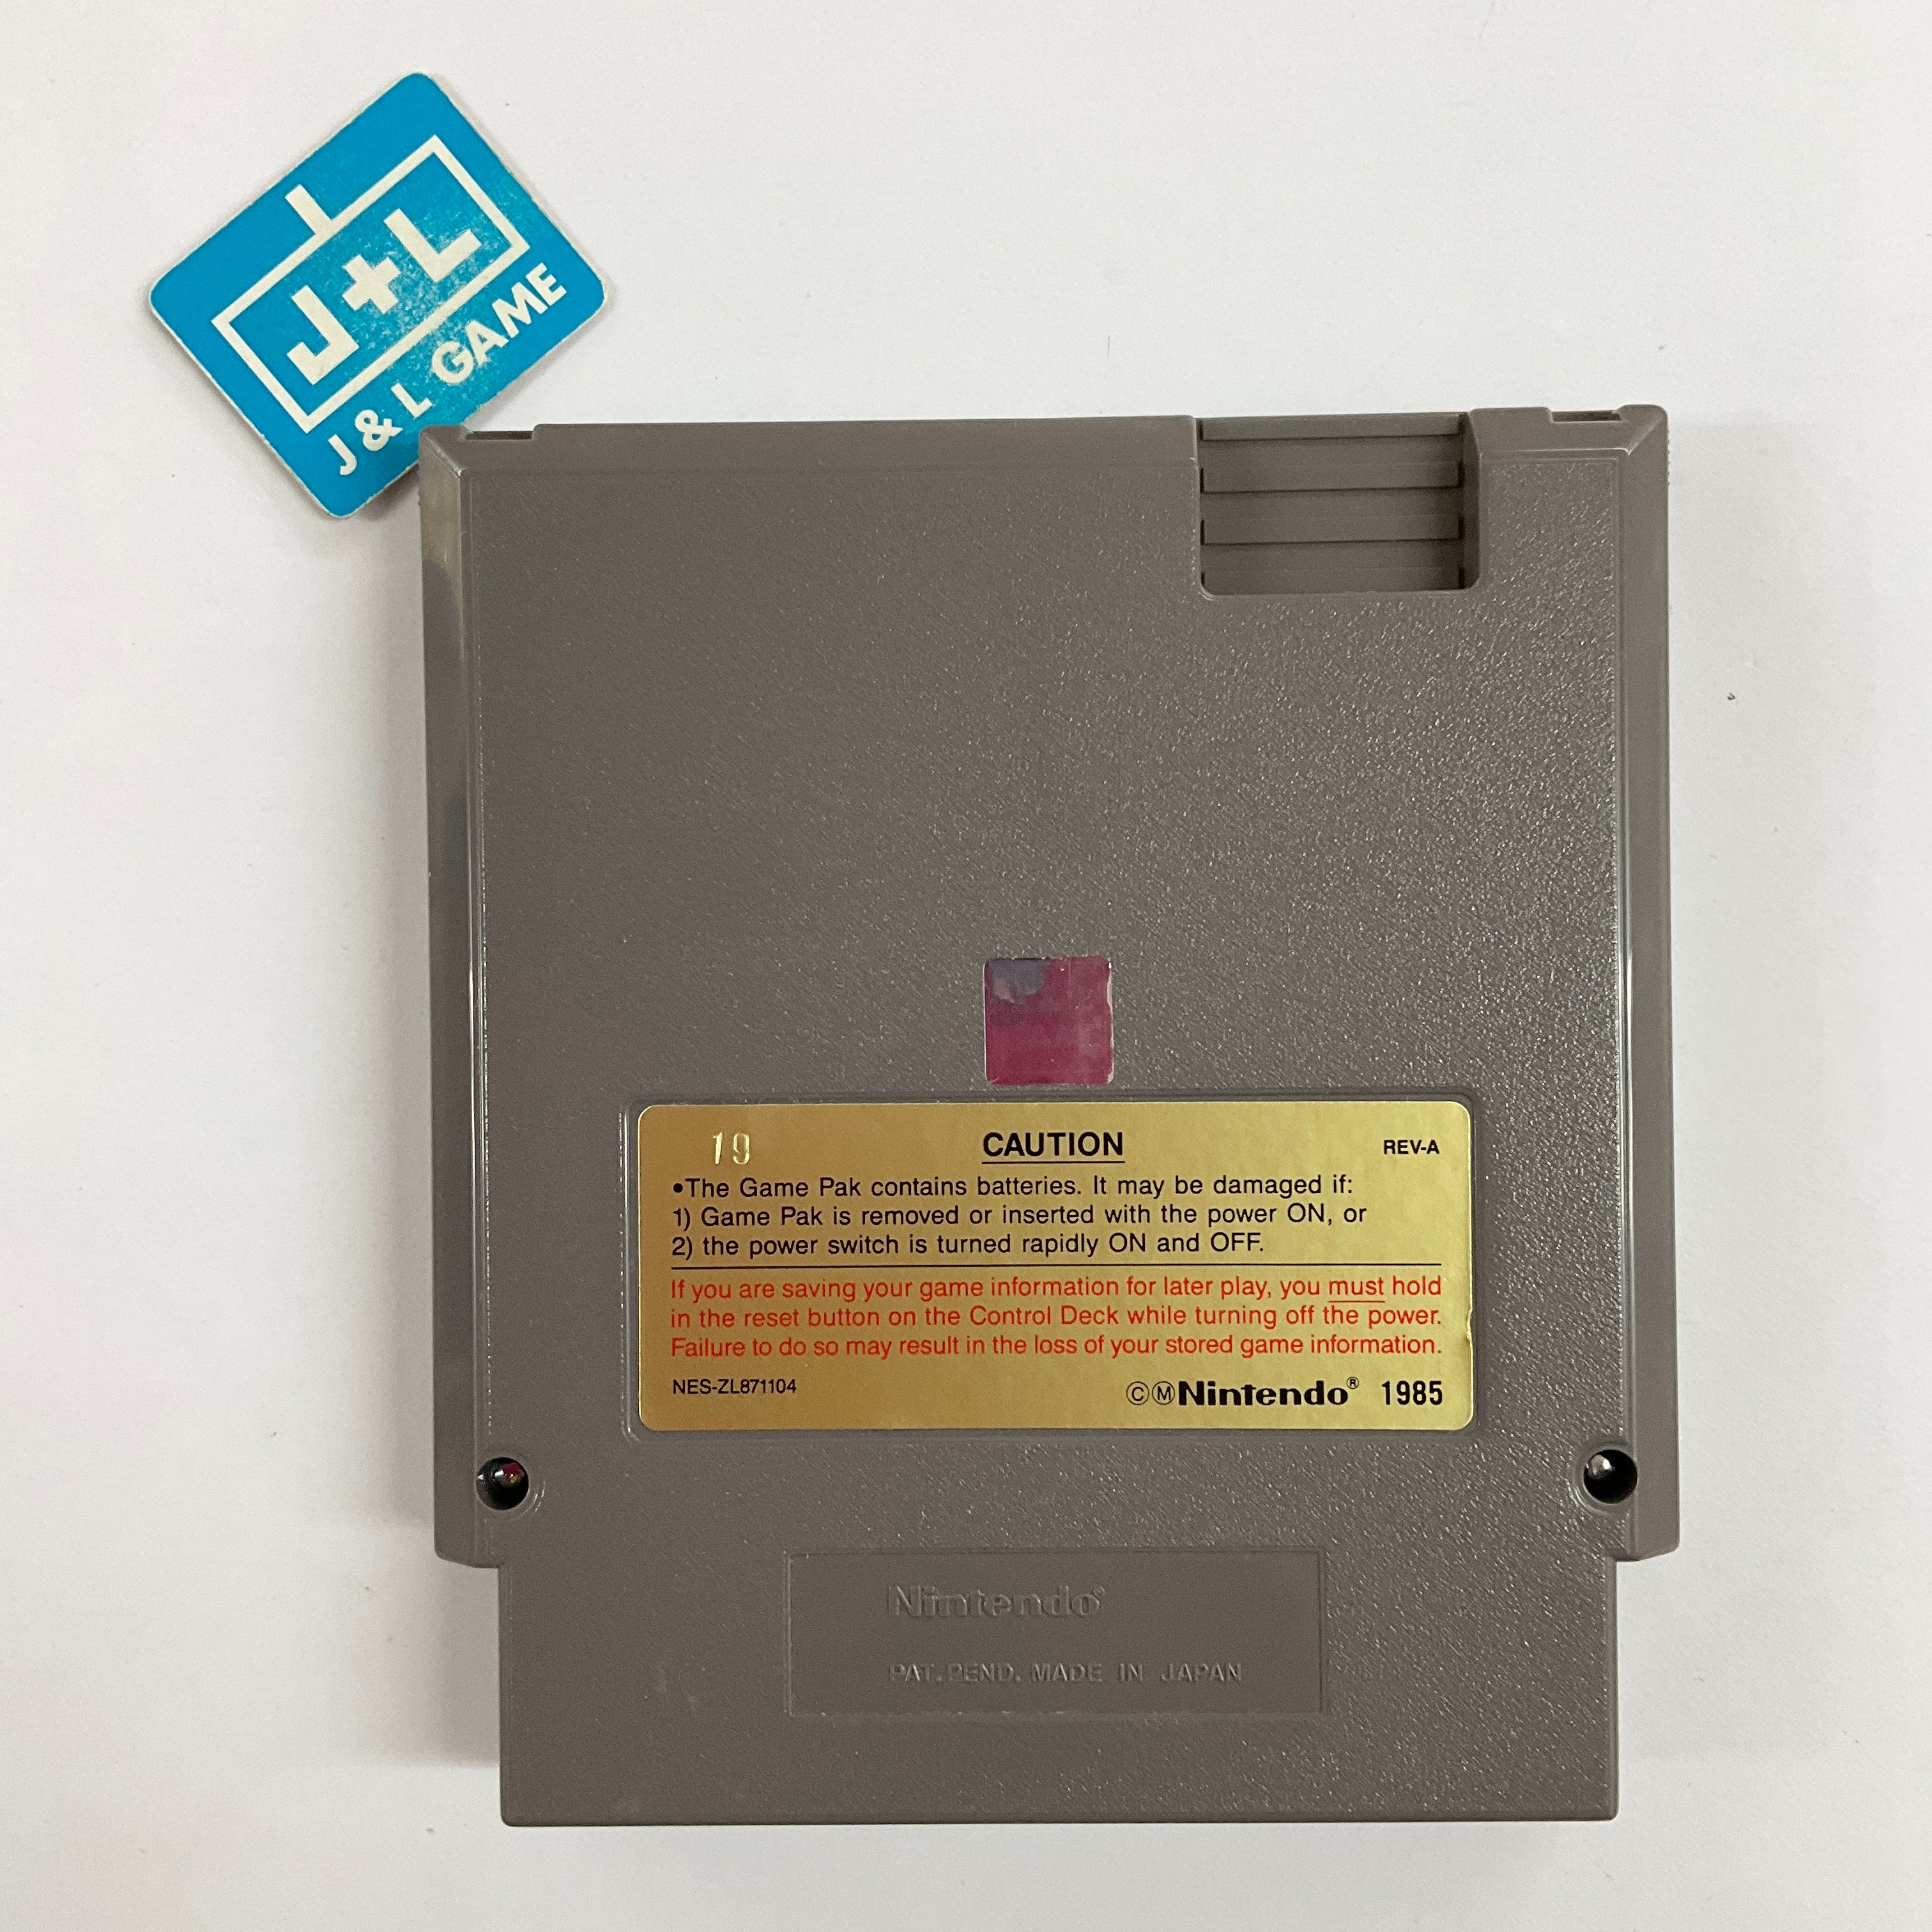 J+L
J & L GAME
19
CAUTION
REV-A
•The Game Pak contains batteries. It may be damaged if:
1) Game Pak is removed or inserted with the power ON, or
2) the power switch is turned rapidly ON and OFF.
If you are saving your game information for later play, you must hold
in the reset button on the Control Deck while turning off the power.
Failure to do so may result in the loss of your stored game information.
NES-ZL871104
ⒸⓂNintendo® 1985
Nintendo®
PAT. PEND. MADE IN JAPAN